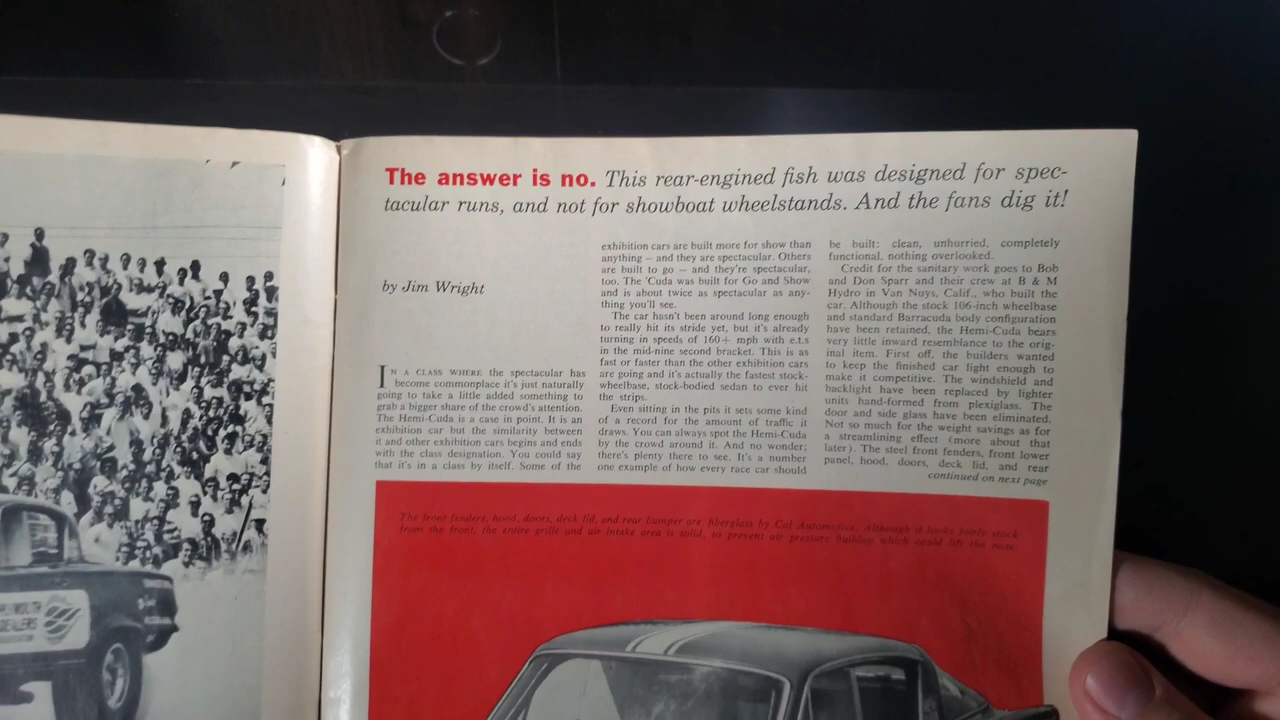 The answer is no. This rear-engined fish was designed for spec-
tacular runs, and not for showboat wheelstands. And the fans dig it!
by Jim Wright
IN A CLASS WHERE the spectacular has
become commonplace it's just naturally
going to take a little added something to
grab a bigger share of the crowd's attention.
The Hemi-Cuda is a case in point. It is an
exhibition car but the similarity between
it and other exhibition cars begins and ends
with the class designation. You could say
that it's in a class by itself. Some of the
exhibition cars are built more for show than
anything — and they are spectacular. Others
are built to go — and they're spectacular,
too. The 'Cuda was built for Go and Show
and is about twice as spectacular as any-
thing you'll see.
The car hasn't been around long enough
to really hit its stride yet, but it's already
turning in speeds of 160+ mph with e.t.s
in the mid-nine second bracket. This is as
fast or faster than the other exhibition cars
are going and it's actually the fastest stock-
wheelbase, stock-bodied sedan to ever hit
the strips.
Even sitting in the pits it sets some kind
of a record for the amount of traffic it
draws. You can always spot the Hemi-Cuda
by the crowd around it. And no wonder;
there's plenty there to see. It's a number
one example of how every race car should
be built: clean, unhurried, completely
functional, nothing overlooked.
Credit for the sanitary work goes to Bob
and Don Sparr and their crew at B & M
Hydro in Van Nuys, Calif., who built the
car. Although the stock 106-inch wheelbase
and standard Barracuda body configuration
have been retained, the Hemi-Cuda bears
very little inward resemblance to the orig-
inal item. First off, the builders wanted
to keep the finished car light enough to
make it competitive. The windshield and
backlight have been replaced by lighter
units hand-formed from plexiglass. The
door and side glass have been eliminated.
Not so much for the weight savings as for
a streamlining effect (more about that
later). The steel front fenders, front lower
panel, hood, doors, deck lid, and rear
continued on next page
The front fenders, hood, doors, deck lid, and rear bumper are fiberglass by Cal Automotive. Although it looks fairly stock
from the front, the entire grille and air intake area is solid, to prevent air pressure buildup which could lift the nose.
PLYMOUTH
DEALERS